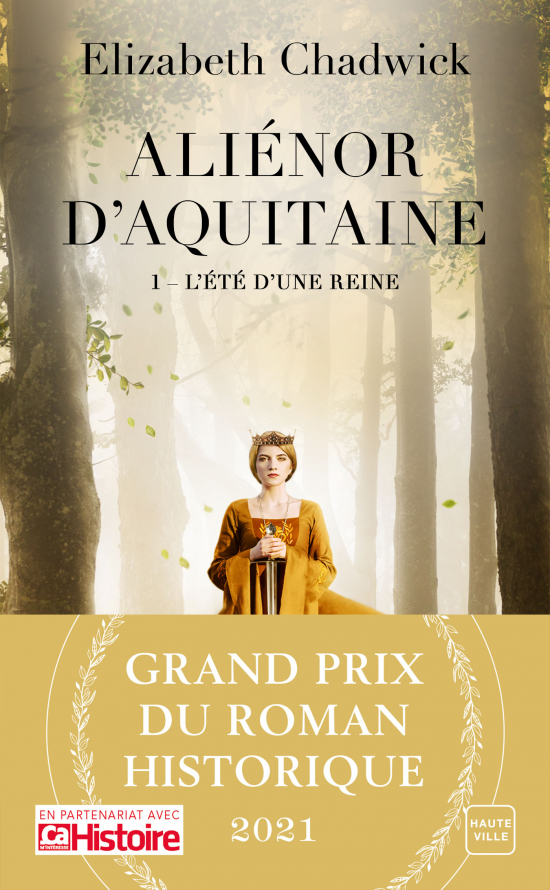 Elizabeth Chadwick
ALIÉNOR
D’AQUITAINE
1 – L’ÉTÉ D’UNE REINE
GRAND PRIX
DU ROMAN
HISTORIQUE
2021
EN PARTENARIAT AVEC
ça
M'INTÉRESSE
Histoire
HAUTE
VILLE